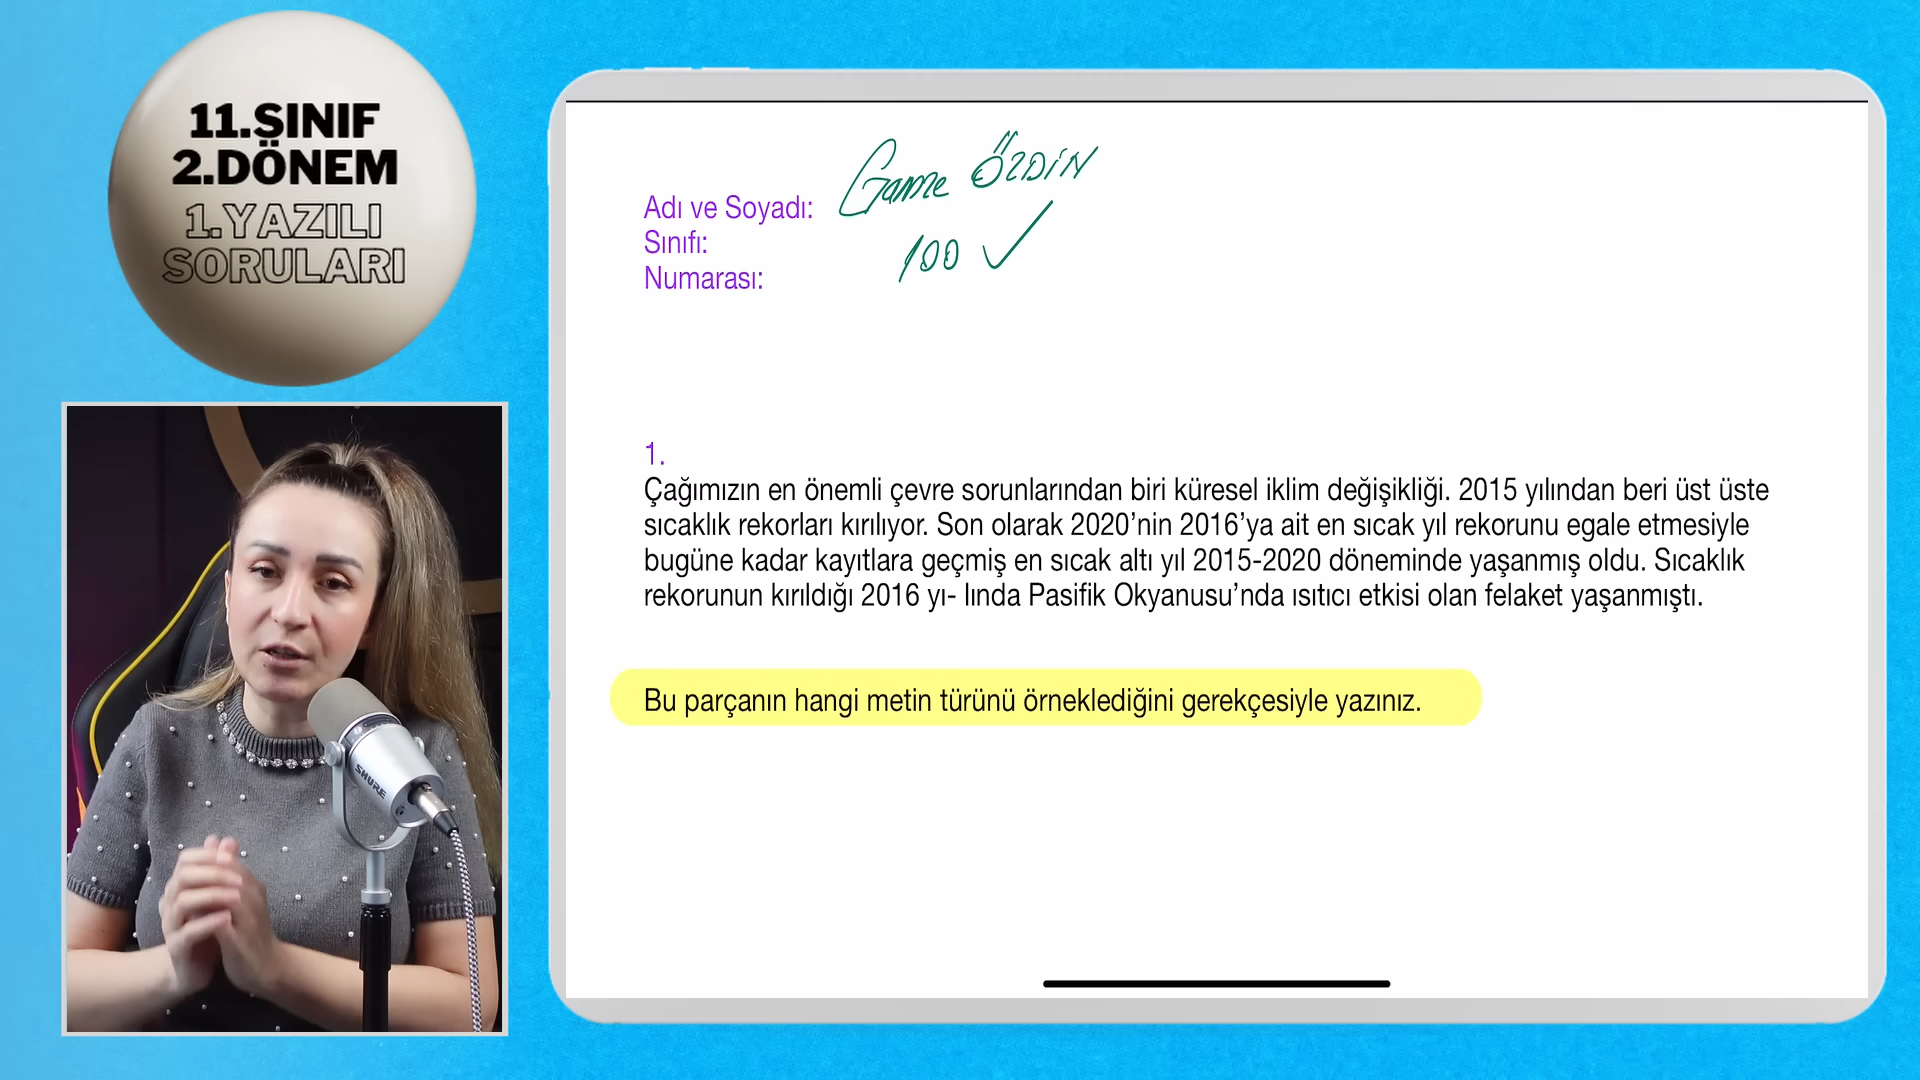 11.SINIF
2.DÖNEM
1.YAZILI
SORULARI
Adı ve Soyadı: Gamze ÖZDİN
Sınıfı: 100 ✓
Numarası:
1.
Çağımızın en önemli çevre sorunlarından biri küresel iklim değişikliği. 2015 yılından beri üst üste
sıcaklık rekorları kırılıyor. Son olarak 2020’nin 2016’ya ait en sıcak yıl rekorunu egale etmesiyle
bugüne kadar kayıtlara geçmiş en sıcak altı yıl 2015-2020 döneminde yaşanmış oldu. Sıcaklık
rekorunun kırıldığı 2016 yı- lında Pasifik Okyanusu’nda ısıtıcı etkisi olan felaket yaşanmıştı.
Bu parçanın hangi metin türünü örneklediğini gerekçesiyle yazınız.
SHURE